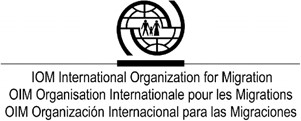 IOM International Organization for Migration
OIM Organisation Internationale pour les Migrations
OIM Organización Internacional para las Migraciones